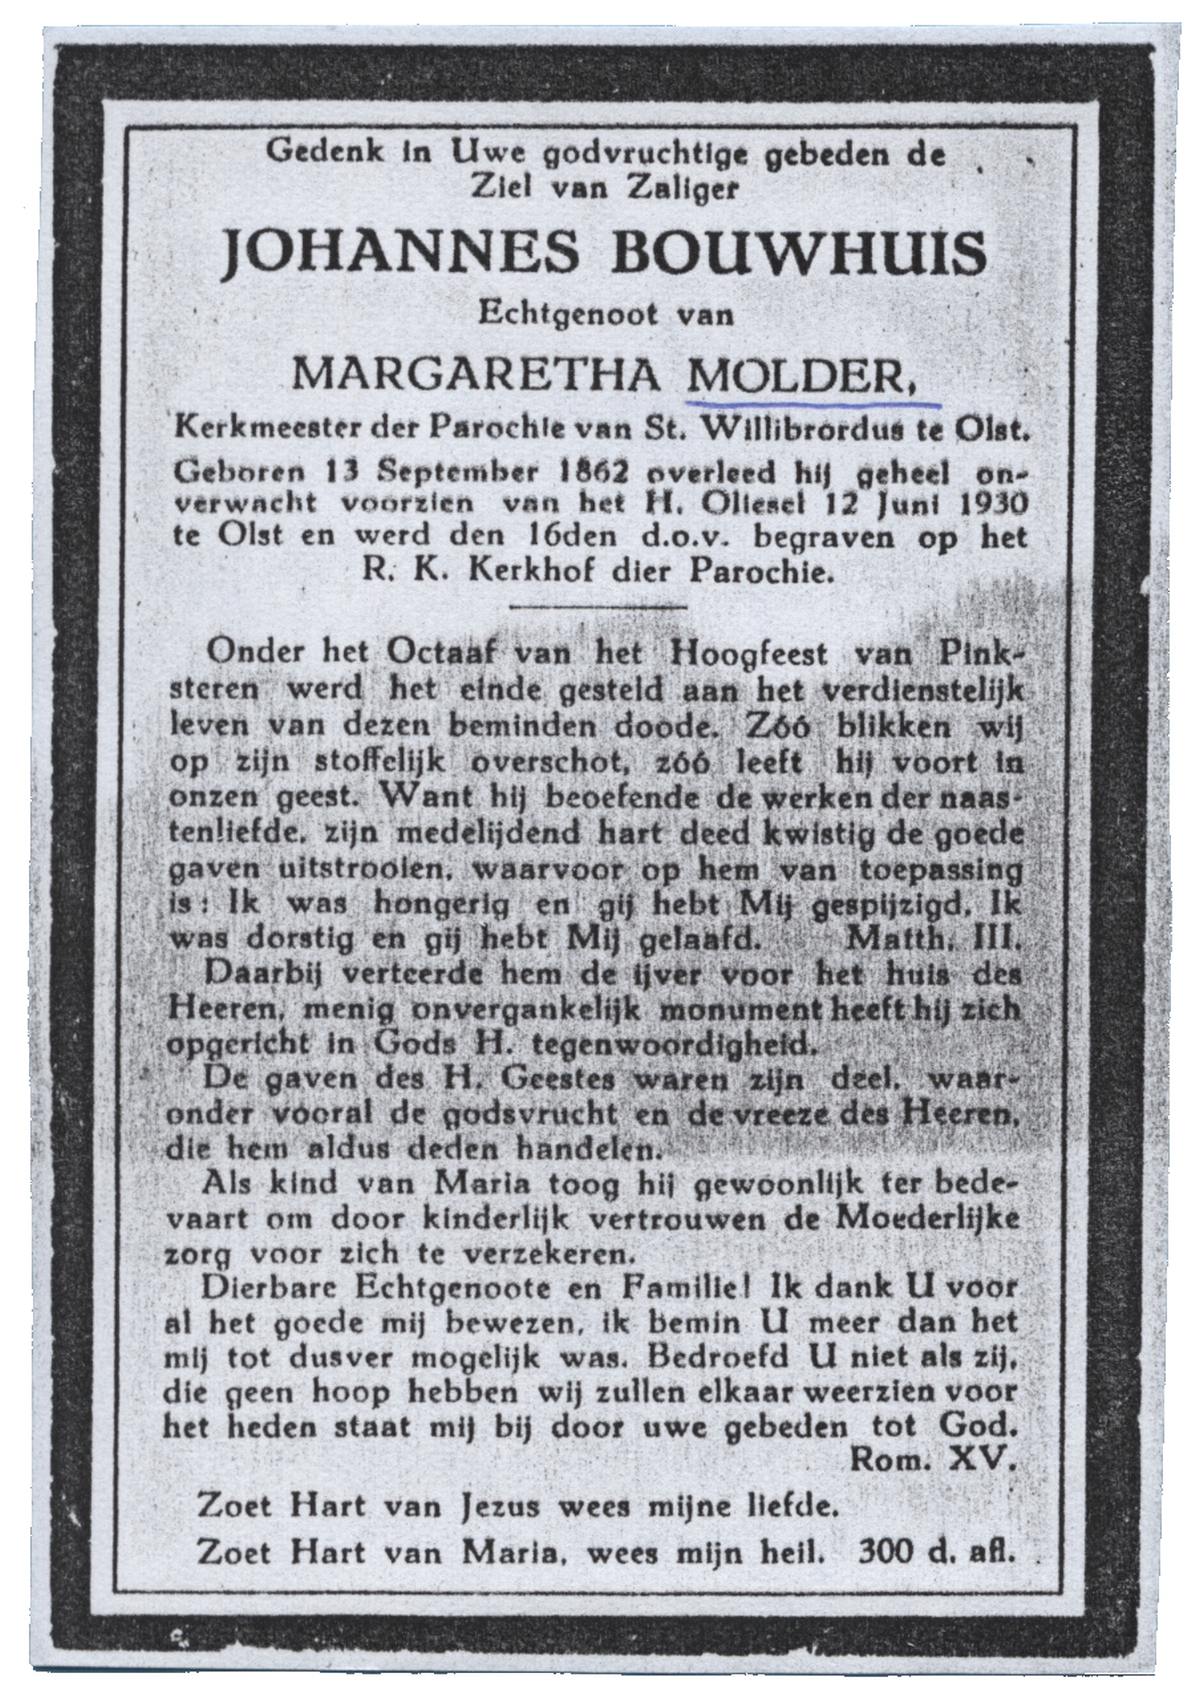 Gedenk in Uwe godvruchtige gebeden de
Ziel van Zaliger
JOHANNES BOUWHUIS
Echtgenoot van
MARGARETHA MOLDER,
Kerkmeester der Parochie van St. Willibrordus te Olst.
Geboren 13 September 1862 overleed hij geheel on-
verwacht voorzien van het H. Oliesel 12 Juni 1930
te Olst en werd den 16den d.o.v. begraven op het
R. K. Kerkhof dier Parochie.
Onder het Octaaf van het Hoogfeest van Pink-
steren werd het einde gesteld aan het verdienstelijk
leven van dezen beminden doode. Zóó blikken wij
op zijn stoffelijk overschot, zóó leeft hij voort in
onzen geest. Want hij beoefende de werken der naas-
tenliefde, zijn medelijdend hart deed kwistig de goede
gaven uitstrooien, waarvoor op hem van toepassing
is: Ik was hongerig en gij hebt Mij gespijzigd, Ik
was dorstig en gij hebt Mij gelaafd. Matth. III.
Daarbij verteerde hem de ijver voor het huis des
Heeren, menig onvergankelijk monument heeft hij zich
opgericht in Gods H. tegenwoordigheid.
De gaven des H. Geestes waren zijn deel, waar-
onder vooral de godsvrucht en de vreeze des Heeren,
die hem aldus deden handelen.
Als kind van Maria toog hij gewoonlijk ter bede-
vaart om door kinderlijk vertrouwen de Moederlijke
zorg voor zich te verzekeren.
Dierbare Echtgenoote en Familie! Ik dank U voor
al het goede mij bewezen, ik bemin U meer dan het
mij tot dusver mogelijk was. Bedroefd U niet als zij,
die geen hoop hebben wij zullen elkaar weerzien voor
het heden staat mij bij door uwe gebeden tot God.
Rom. XV.
Zoet Hart van Jezus wees mijne liefde.
Zoet Hart van Maria, wees mijn heil. 300 d. afl.